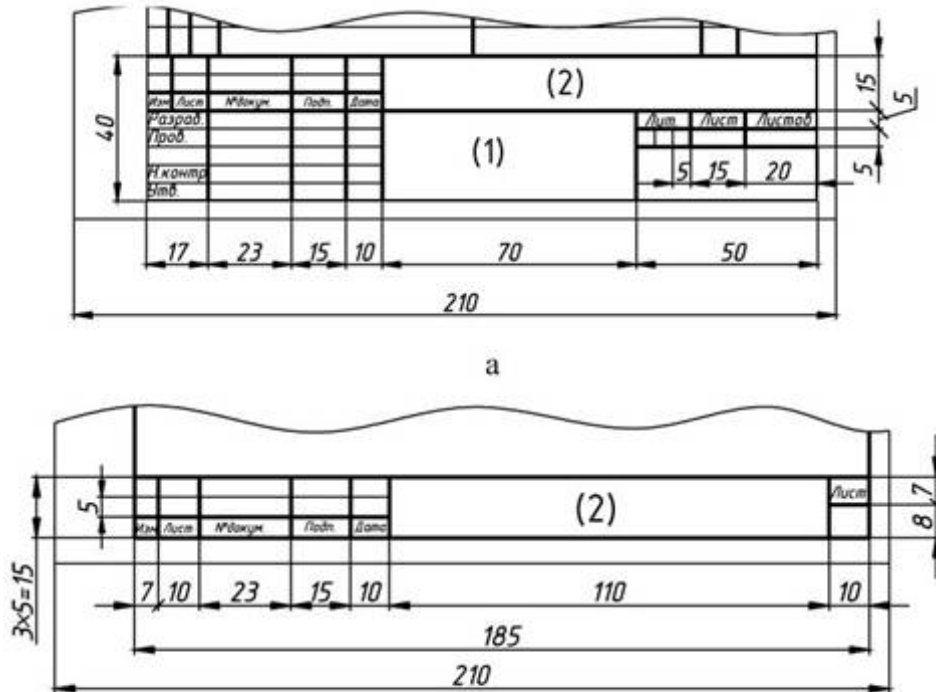 (2)
15
5
Изм Лист №докум. Подп. Дата
40
Разраб.
Пров.
(1)
Лит. Лист Листов
5 15 20
5
Н.контр
Утв.
17 23 15 10 70 50
210
а
5
(2)
Лист
7
8
Изм Лист №докум. Подп. Дата
3×5=15
7 10 23 15 10 110 10
185
210